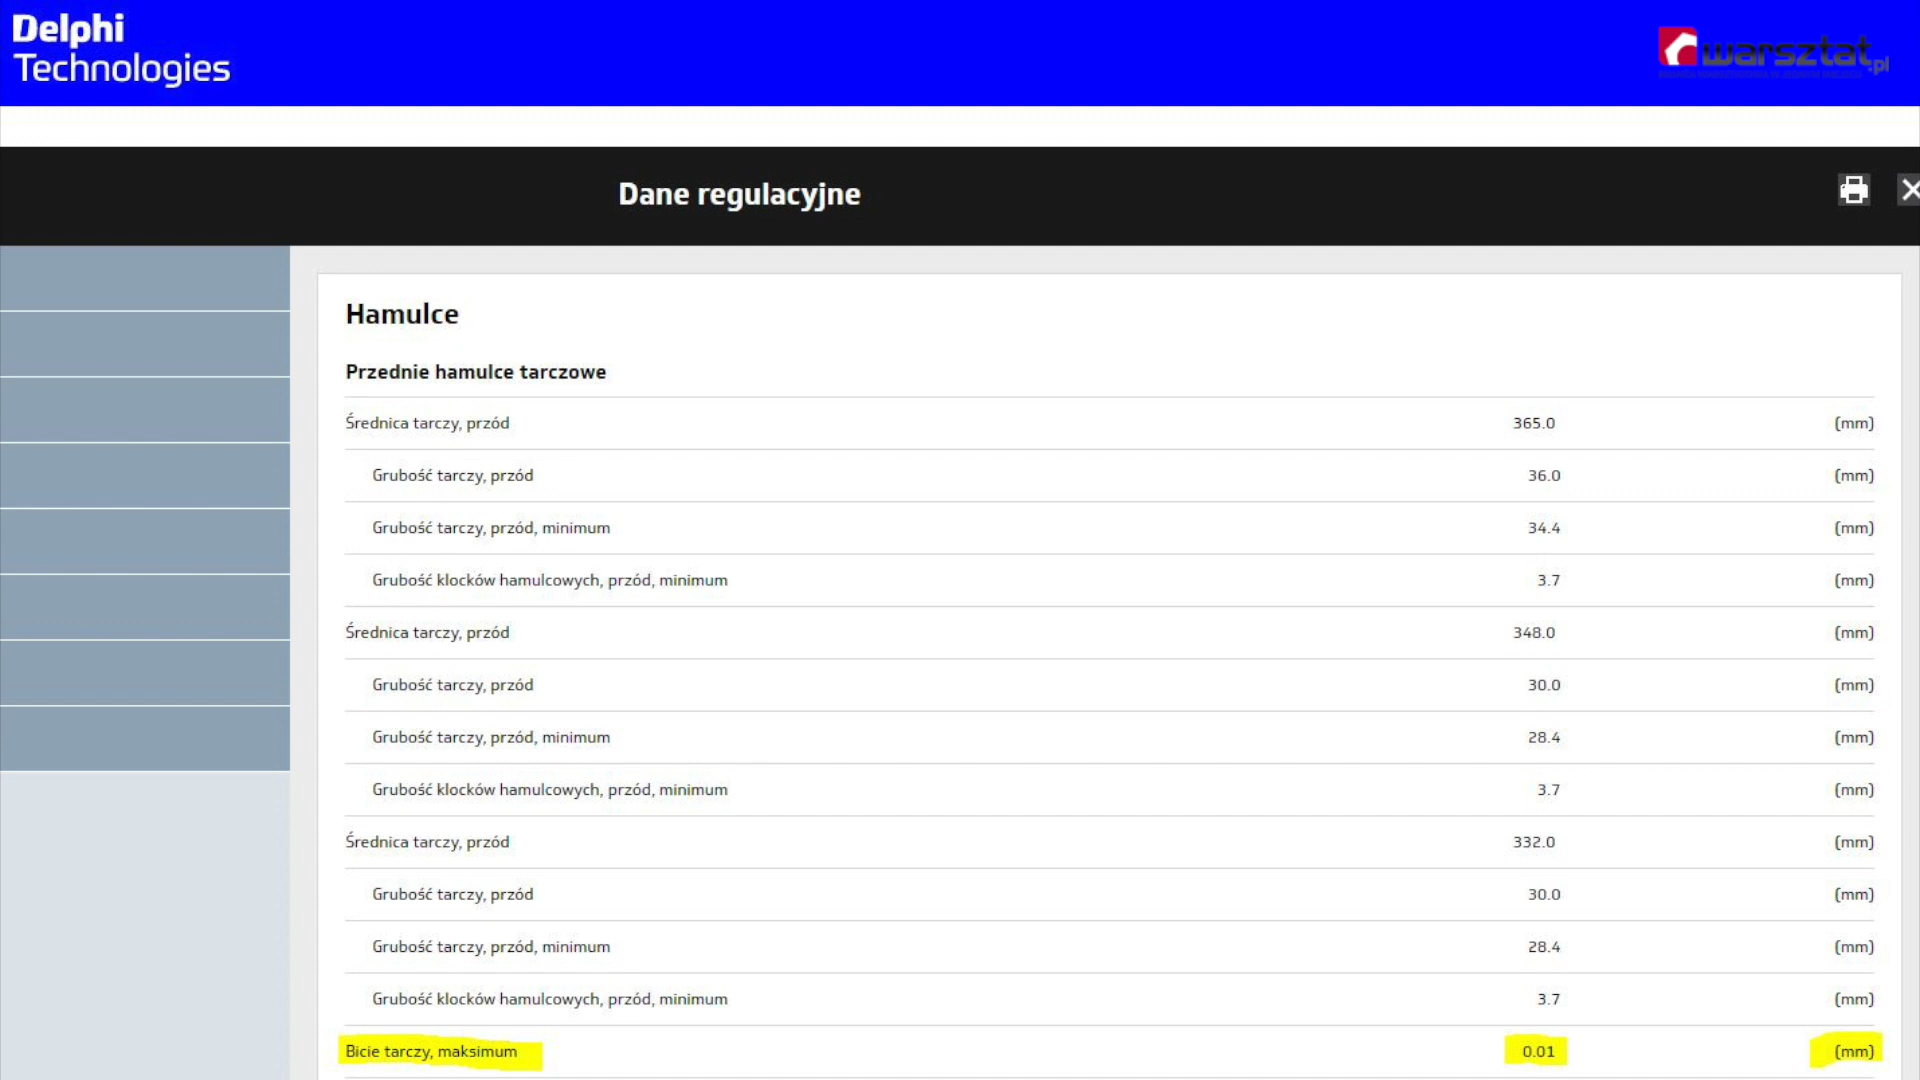 Delphi
Technologies
warsztat.pl
Dane regulacyjne
Hamulce
Przednie hamulce tarczowe
Średnica tarczy, przód 365.0 (mm)
Grubość tarczy, przód 36.0 (mm)
Grubość tarczy, przód, minimum 34.4 (mm)
Grubość klocków hamulcowych, przód, minimum 3.7 (mm)
Średnica tarczy, przód 348.0 (mm)
Grubość tarczy, przód 30.0 (mm)
Grubość tarczy, przód, minimum 28.4 (mm)
Grubość klocków hamulcowych, przód, minimum 3.7 (mm)
Średnica tarczy, przód 332.0 (mm)
Grubość tarczy, przód 30.0 (mm)
Grubość tarczy, przód, minimum 28.4 (mm)
Grubość klocków hamulcowych, przód, minimum 3.7 (mm)
Bicie tarczy, maksimum 0.01 (mm)